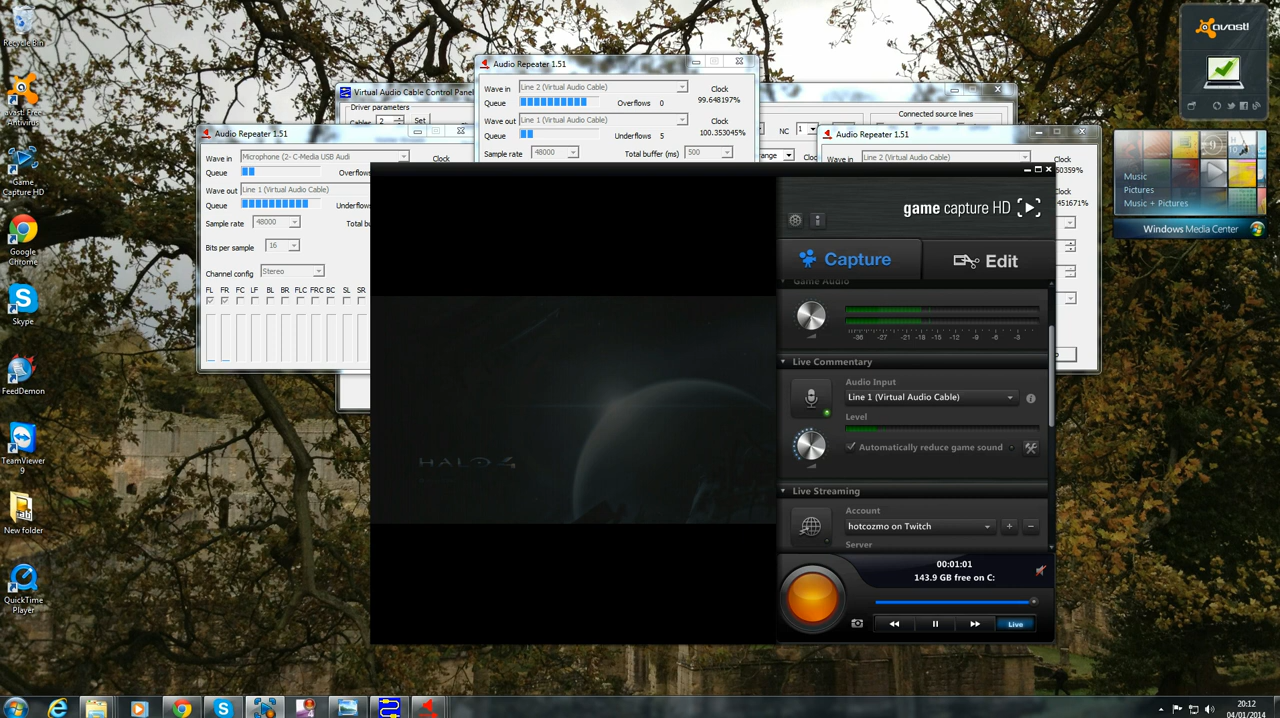 Recycle Bin
avast! Free
Antivirus
Game
Capture HD
Google
Chrome
Skype
FeedDemon
TeamViewer
9
New folder
QuickTime
Player
Virtual Audio Cable Control Panel
Driver parameters
Cables
2
Set
Connected source lines
NC
1
Audio Repeater 1.51
Wave in
Line 2 (Virtual Audio Cable)
Clock
Queue
Overflows 0
99.648197%
Wave out
Line 1 (Virtual Audio Cable)
Clock
Queue
Underflows 5
100.353045%
Sample rate
48000
Total buffer (ms)
500
Audio Repeater 1.51
Wave in
Microphone (2- C-Media USB Audi
Clock
Queue
Overflows
Wave out
Line 1 (Virtual Audio Cable)
Queue
Underflows
Sample rate
48000
Total bu
Bits per sample
16
Channel config
Stereo
FL FR FC LF BL BR FLC FRC BC SL SR
Audio Repeater 1.51
Wave in
Line 2 (Virtual Audio Cable)
Clock
50359%
Clock
451671%
game capture HD
Capture
Edit
Game Audio
-36 -27 -21 -18 -15 -12 -9 -6 -3
Live Commentary
Audio Input
Line 1 (Virtual Audio Cable)
Level
Automatically reduce game sound
Live Streaming
Account
hotcozmo on Twitch
Server
00:01:01
143.9 GB free on C:
Live
HALO 4
avast!
Music
Pictures
Music + Pictures
Windows Media Center
20:12
04/01/2014